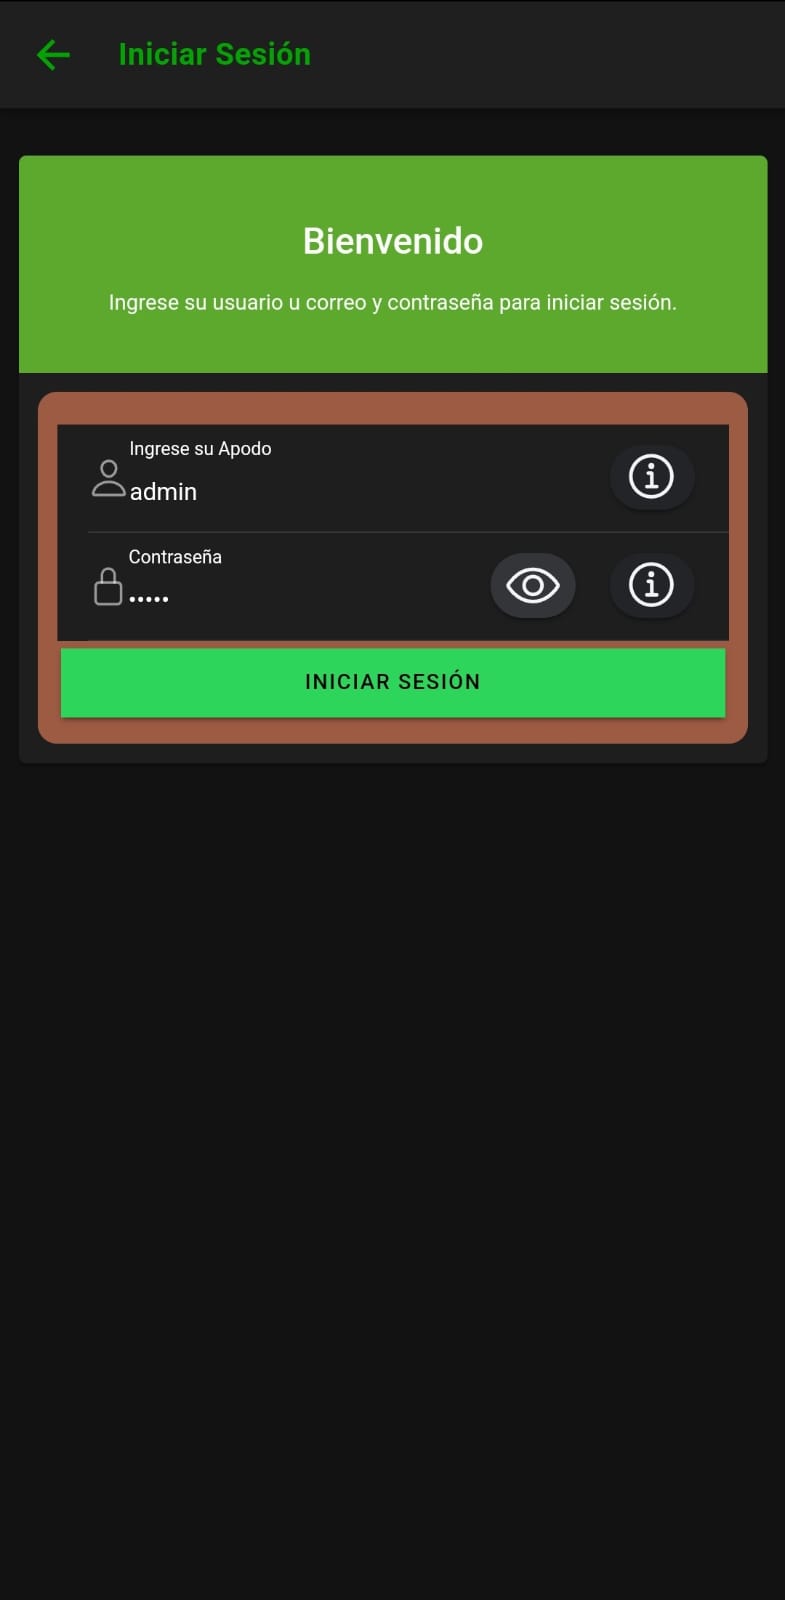 Iniciar Sesión
Bienvenido
Ingrese su usuario u correo y contraseña para iniciar sesión.
Ingrese su Apodo
admin
Contraseña
•••••
INICIAR SESIÓN